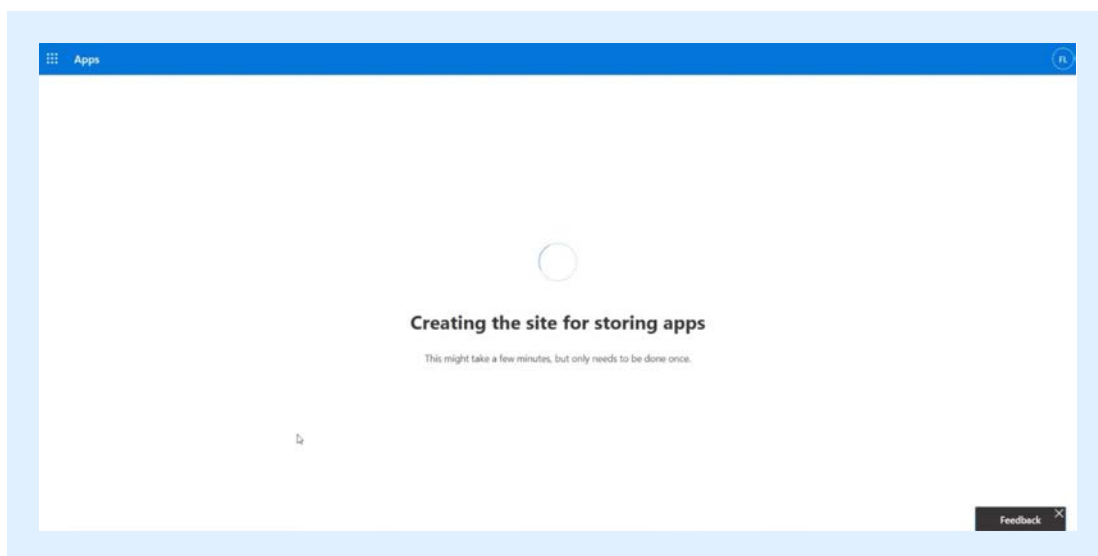 Apps
FL
Creating the site for storing apps
This might take a few minutes, but only needs to be done once.
Feedback